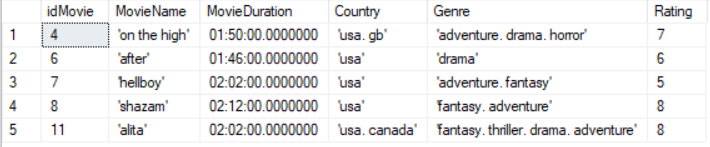 idMovie MovieName MovieDuration Country Genre Rating
1 4 'on the high' 01:50:00.0000000 'usa. gb' 'adventure. drama. horror' 7
2 6 'after' 01:46:00.0000000 'usa' 'drama' 6
3 7 'hellboy' 02:02:00.0000000 'usa' 'adventure. fantasy' 5
4 8 'shazam' 02:12:00.0000000 'usa' 'fantasy. adventure' 8
5 11 'alita' 02:02:00.0000000 'usa. canada' 'fantasy. thriller. drama. adventure' 8